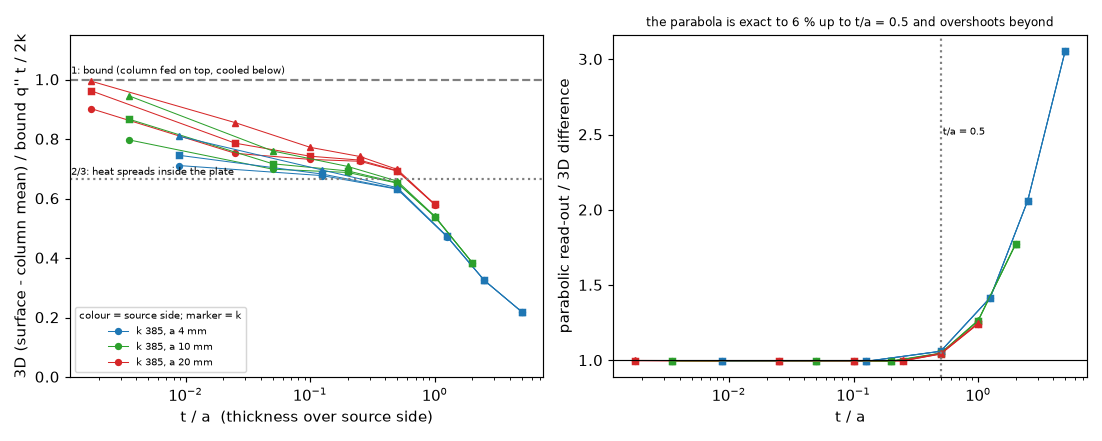 the parabola is exact to 6 % up to t/a = 0.5 and overshoots beyond
3D (surface - column mean) / bound q'' t / 2k
1.0
0.8
0.6
0.4
0.2
0.0
1: bound (column fed on top, cooled below)
2/3: heat spreads inside the plate
colour = source side; marker = k
k 385, a 4 mm
k 385, a 10 mm
k 385, a 20 mm
10⁻²
10⁻¹
10⁰
t / a (thickness over source side)
parabolic read-out / 3D difference
3.0
2.5
2.0
1.5
1.0
t/a = 0.5
10⁻²
10⁻¹
10⁰
t / a